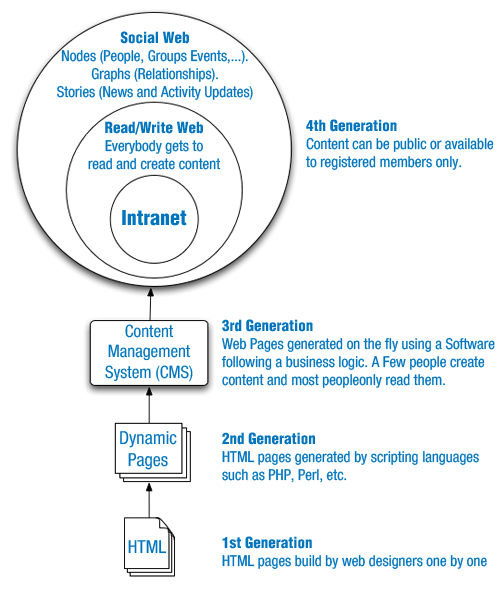 Social Web
Nodes (People, Groups Events,...).
Graphs (Relationships).
Stories (News and Activity Updates)
Read/Write Web
Everybody gets to
read and create content
Intranet
4th Generation
Content can be public or available
to registered members only.
Content
Management
System (CMS)
3rd Generation
Web Pages generated on the fly using a Software
following a business logic. A Few people create
content and most peopleonly read them.
Dynamic
Pages
2nd Generation
HTML pages generated by scripting languages
such as PHP, Perl, etc.
HTML
1st Generation
HTML pages build by web designers one by one